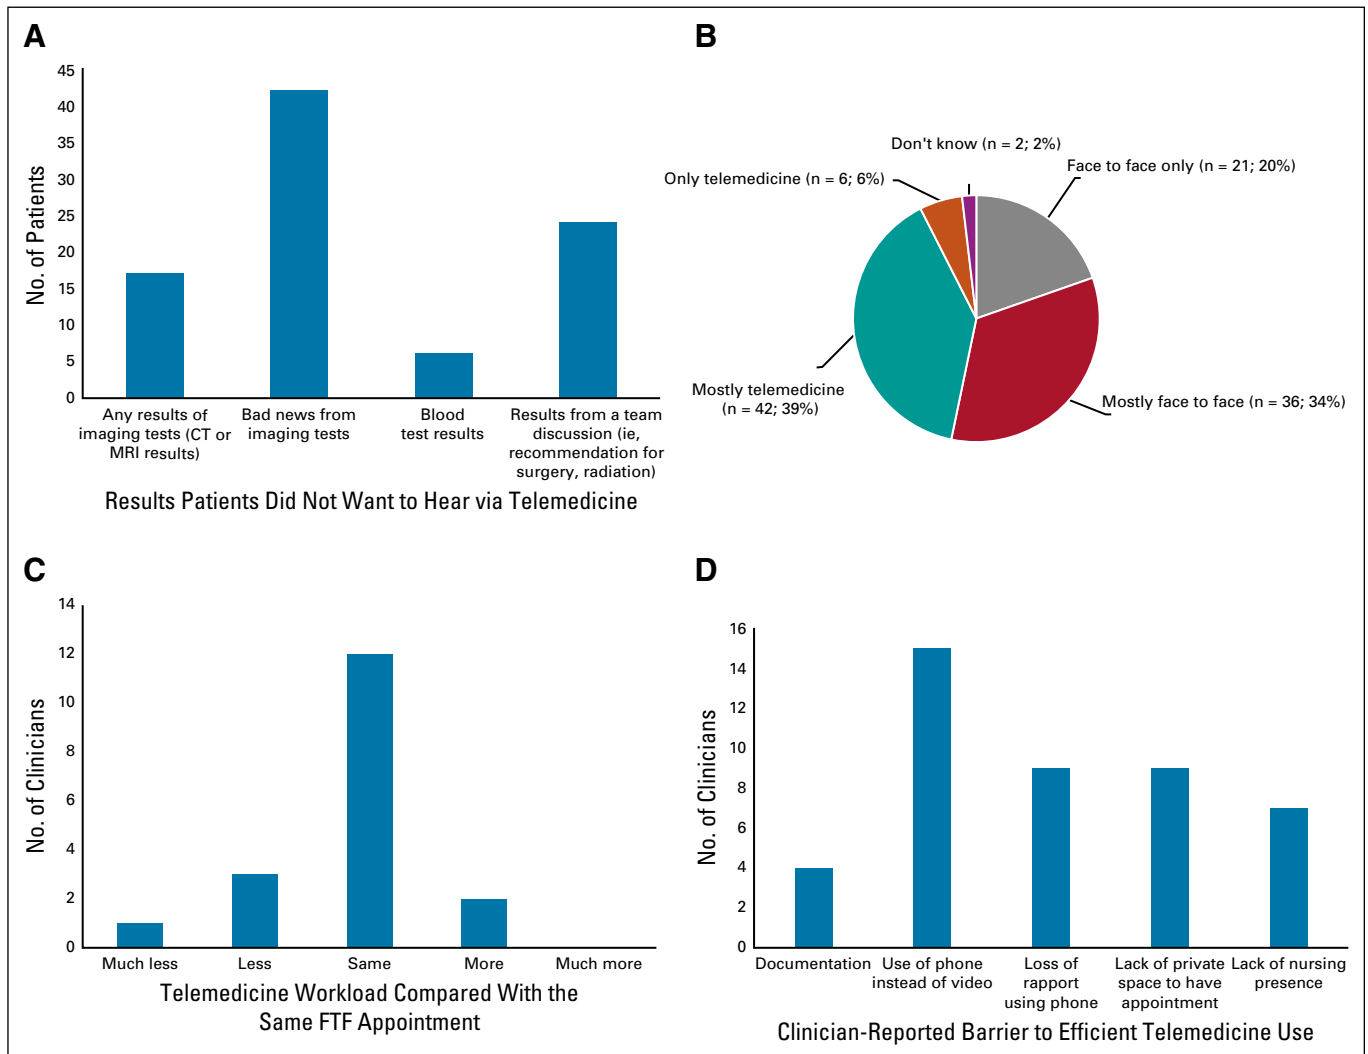 A
45
40
35
30
25
20
15
10
5
0
No. of Patients
Any results of
imaging tests (CT or
MRI results)
Bad news from
imaging tests
Blood
test results
Results from a team
discussion (ie,
recommendation for
surgery, radiation)
Results Patients Did Not Want to Hear via Telemedicine
B
Don't know (n = 2; 2%)
Only telemedicine (n = 6; 6%)
Face to face only (n = 21; 20%)
Mostly telemedicine
(n = 42; 39%)
Mostly face to face (n = 36; 34%)
C
14
12
10
8
6
4
2
0
No. of Clinicians
Much less
Less
Same
More
Much more
Telemedicine Workload Compared With the
Same FTF Appointment
D
16
14
12
10
8
6
4
2
0
No. of Clinicians
Documentation
Use of phone
instead of video
Loss of
rapport
using phone
Lack of private
space to have
appointment
Lack of nursing
presence
Clinician-Reported Barrier to Efficient Telemedicine Use